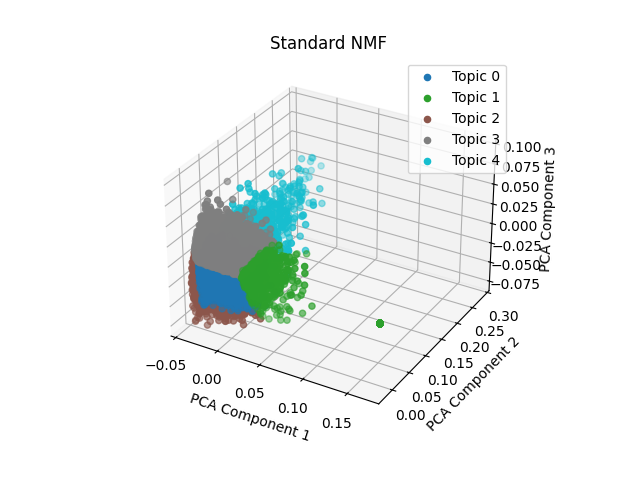 Standard NMF
Topic 0
Topic 1
Topic 2
Topic 3
Topic 4
0.100
0.075
0.050
0.025
0.000
−0.025
−0.050
−0.075
PCA Component 3
0.30
0.25
0.20
0.15
0.10
0.05
0.00
PCA Component 2
−0.05
0.00
0.05
0.10
0.15
PCA Component 1